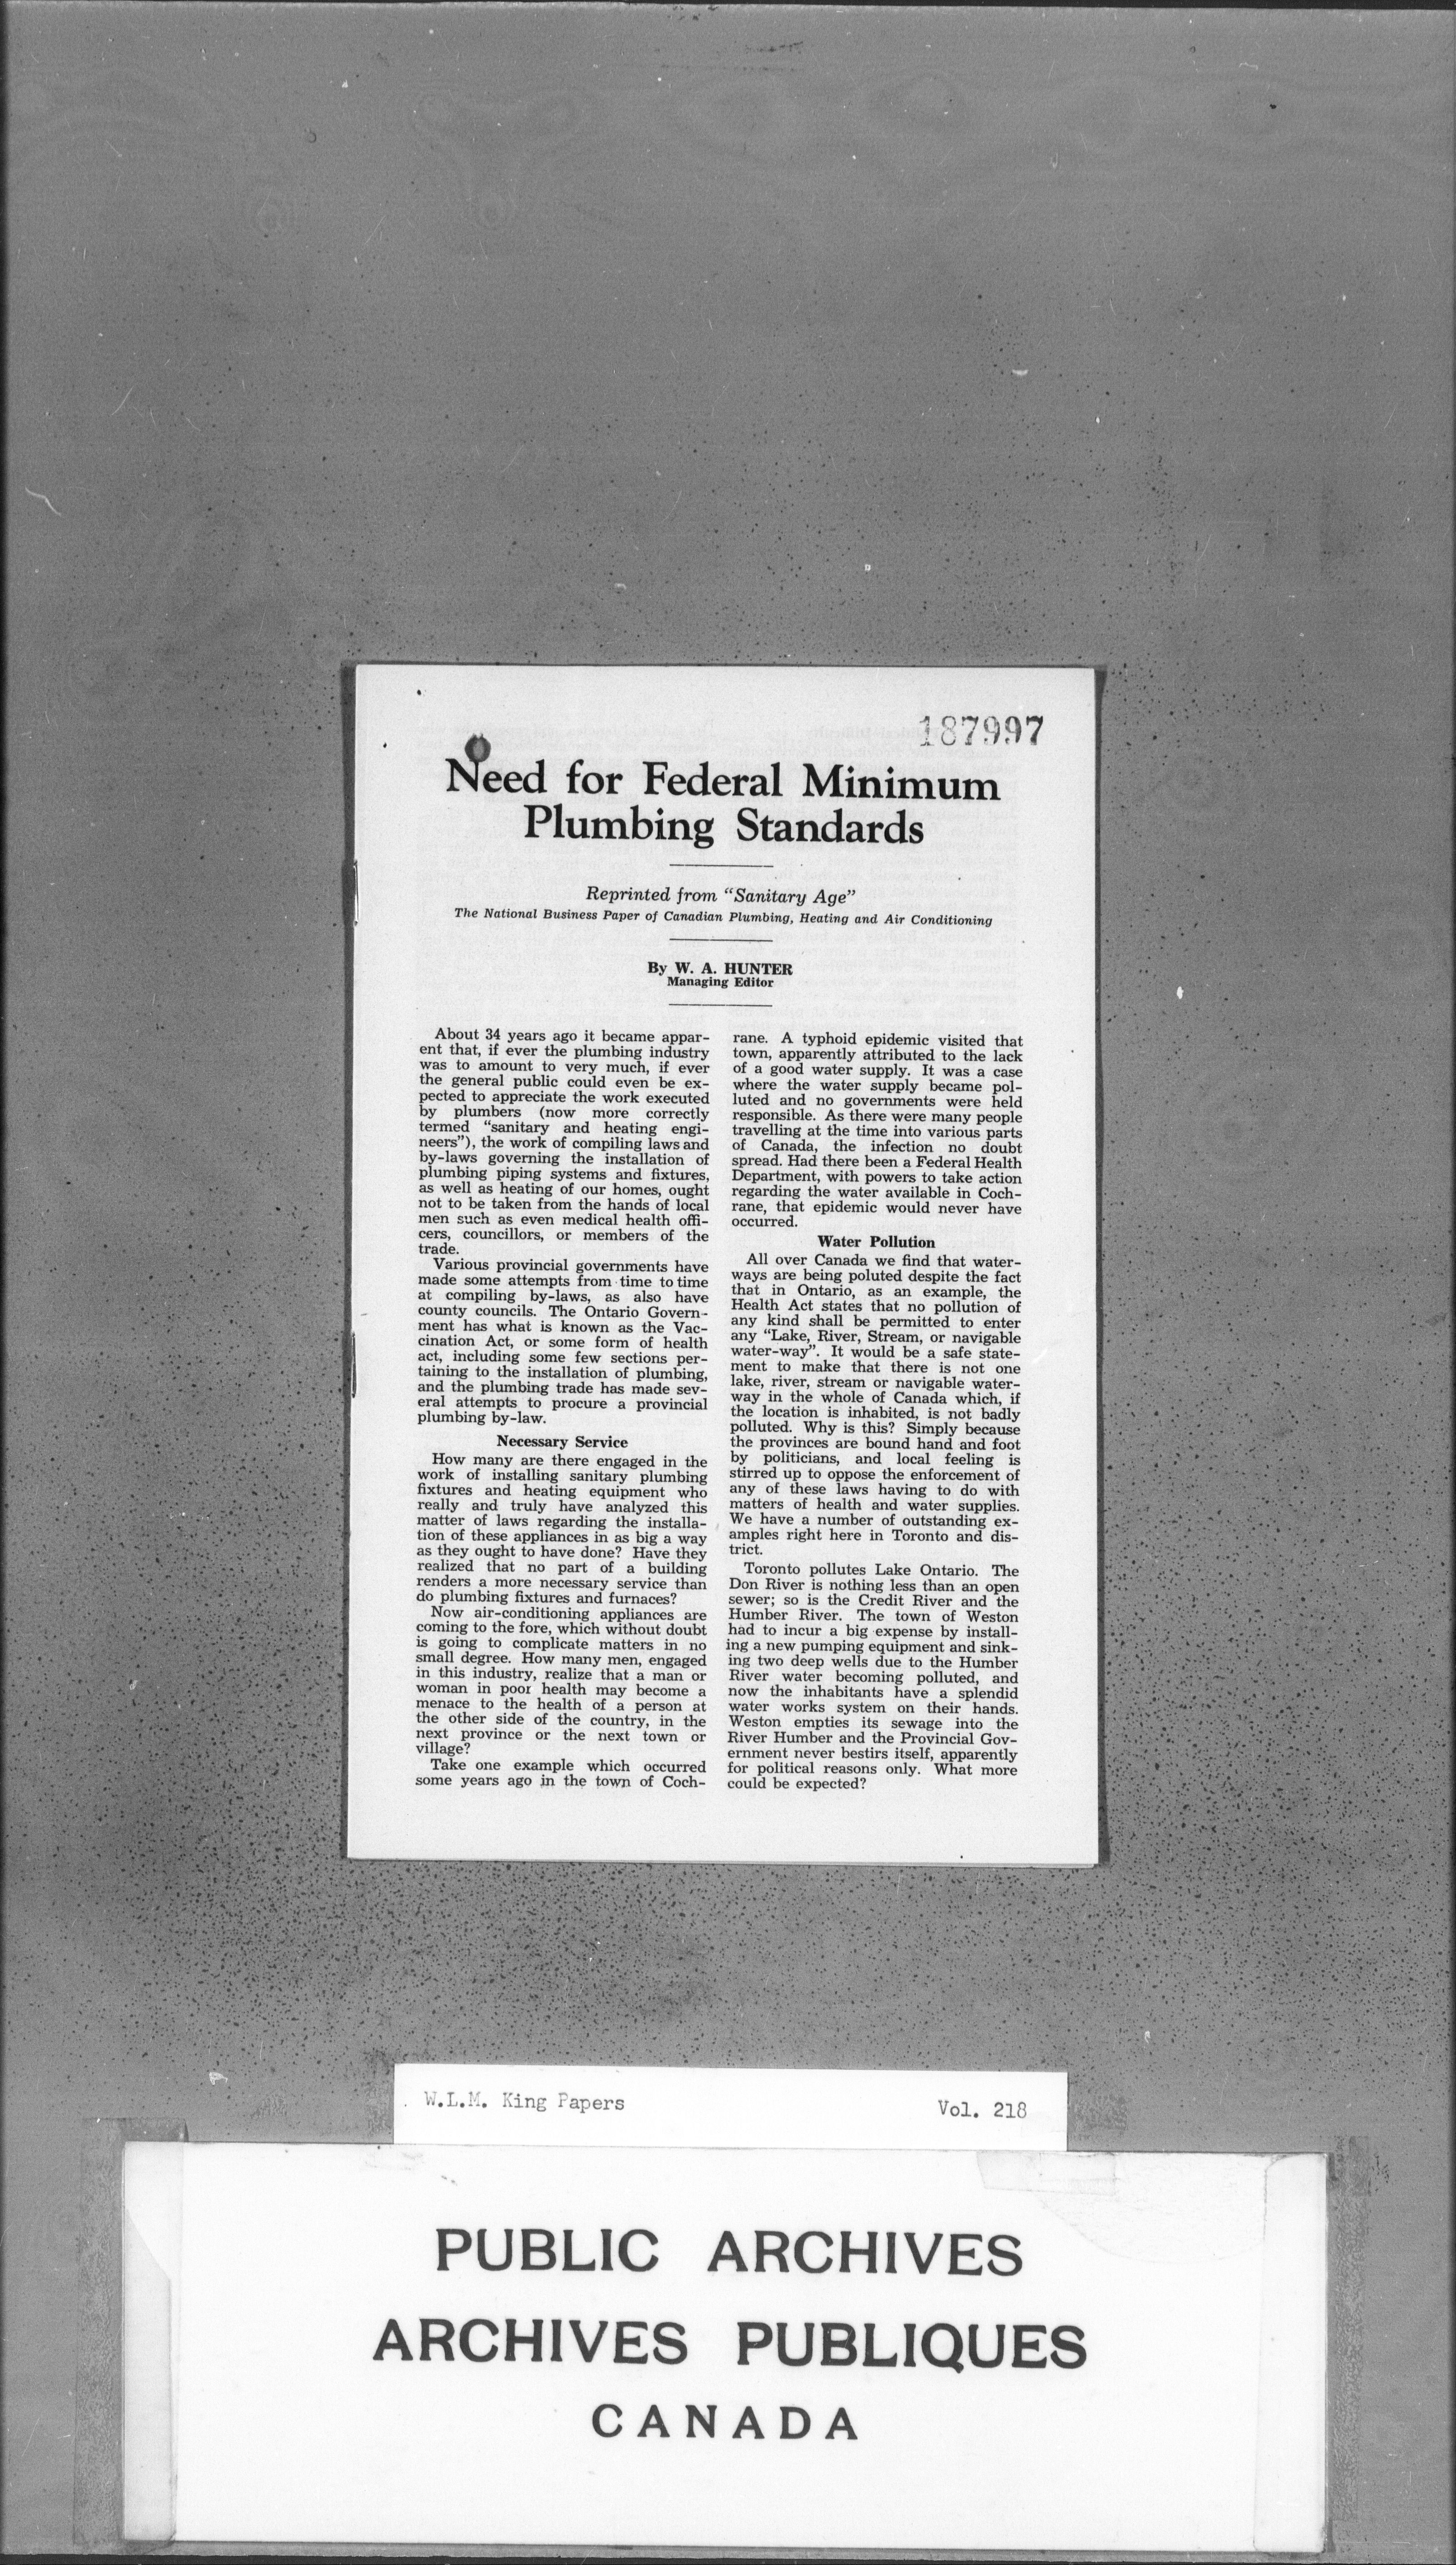 187997
Need for Federal Minimum
Plumbing Standards
Reprinted from “Sanitary Age”
The National Business Paper of Canadian Plumbing, Heating and Air Conditioning
By W. A. HUNTER
Managing Editor
About 34 years ago it became appar-
ent that, if ever the plumbing industry
was to amount to very much, if ever
the general public could even be ex-
pected to appreciate the work executed
by plumbers (now more correctly
termed “sanitary and heating engi-
neers”), the work of compiling laws and
by-laws governing the installation of
plumbing piping systems and fixtures,
as well as heating of our homes, ought
not to be taken from the hands of local
men such as even medical health offi-
cers, councillors, or members of the
trade.
Various provincial governments have
made some attempts from time to time
at compiling by-laws, as also have
county councils. The Ontario Govern-
ment has what is known as the Vac-
cination Act, or some form of health
act, including some few sections per-
taining to the installation of plumbing,
and the plumbing trade has made sev-
eral attempts to procure a provincial
plumbing by-law.
Necessary Service
How many are there engaged in the
work of installing sanitary plumbing
fixtures and heating equipment who
really and truly have analyzed this
matter of laws regarding the installa-
tion of these appliances in as big a way
as they ought to have done? Have they
realized that no part of a building
renders a more necessary service than
do plumbing fixtures and furnaces?
Now air-conditioning appliances are
coming to the fore, which without doubt
is going to complicate matters in no
small degree. How many men, engaged
in this industry, realize that a man or
woman in poor health may become a
menace to the health of a person at
the other side of the country, in the
next province or the next town or
village?
Take one example which occurred
some years ago in the town of Coch-
rane. A typhoid epidemic visited that
town, apparently attributed to the lack
of a good water supply. It was a case
where the water supply became pol-
luted and no governments were held
responsible. As there were many people
travelling at the time into various parts
of Canada, the infection no doubt
spread. Had there been a Federal Health
Department, with powers to take action
regarding the water available in Coch-
rane, that epidemic would never have
occurred.
Water Pollution
All over Canada we find that water-
ways are being poluted despite the fact
that in Ontario, as an example, the
Health Act states that no pollution of
any kind shall be permitted to enter
any “Lake, River, Stream, or navigable
water-way”. It would be a safe state-
ment to make that there is not one
lake, river, stream or navigable water-
way in the whole of Canada which, if
the location is inhabited, is not badly
polluted. Why is this? Simply because
the provinces are bound hand and foot
by politicians, and local feeling is
stirred up to oppose the enforcement of
any of these laws having to do with
matters of health and water supplies.
We have a number of outstanding ex-
amples right here in Toronto and dis-
trict.
Toronto pollutes Lake Ontario. The
Don River is nothing less than an open
sewer; so is the Credit River and the
Humber River. The town of Weston
had to incur a big expense by install-
ing a new pumping equipment and sink-
ing two deep wells due to the Humber
River water becoming polluted, and
now the inhabitants have a splendid
water works system on their hands.
Weston empties its sewage into the
River Humber and the Provincial Gov-
ernment never bestirs itself, apparently
for political reasons only. What more
could be expected?
W.L.M. King Papers Vol. 218
PUBLIC ARCHIVES
ARCHIVES PUBLIQUES
CANADA